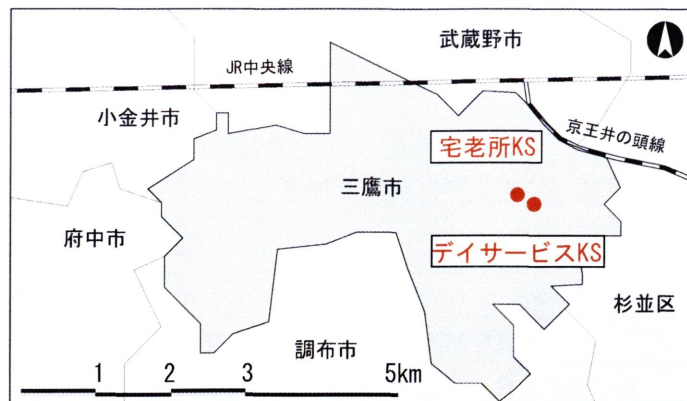 武蔵野市
JR中央線
小金井市
京王井の頭線
宅老所KS
三鷹市
府中市
デイサービスKS
杉並区
調布市
1 2 3 5km